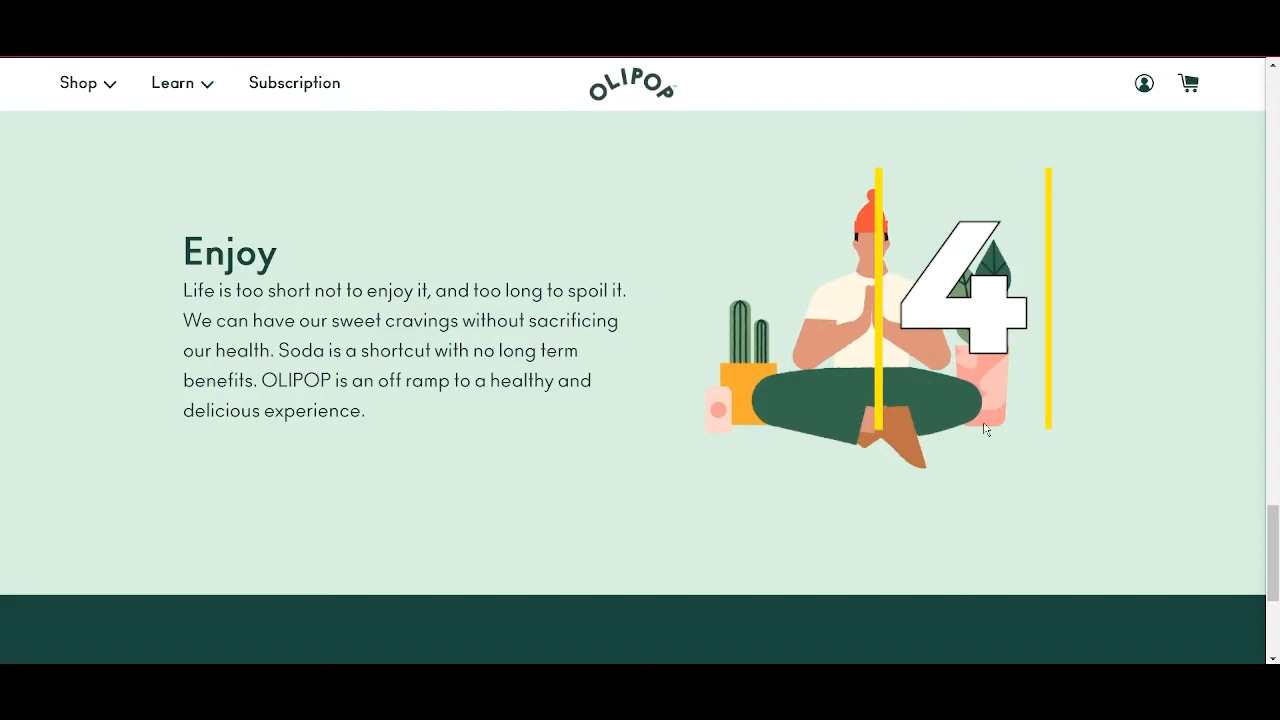 Shop
Learn
Subscription
OLIPOP
Enjoy
Life is too short not to enjoy it, and too long to spoil it.
We can have our sweet cravings without sacrificing
our health. Soda is a shortcut with no long term
benefits. OLIPOP is an off ramp to a healthy and
delicious experience.
4